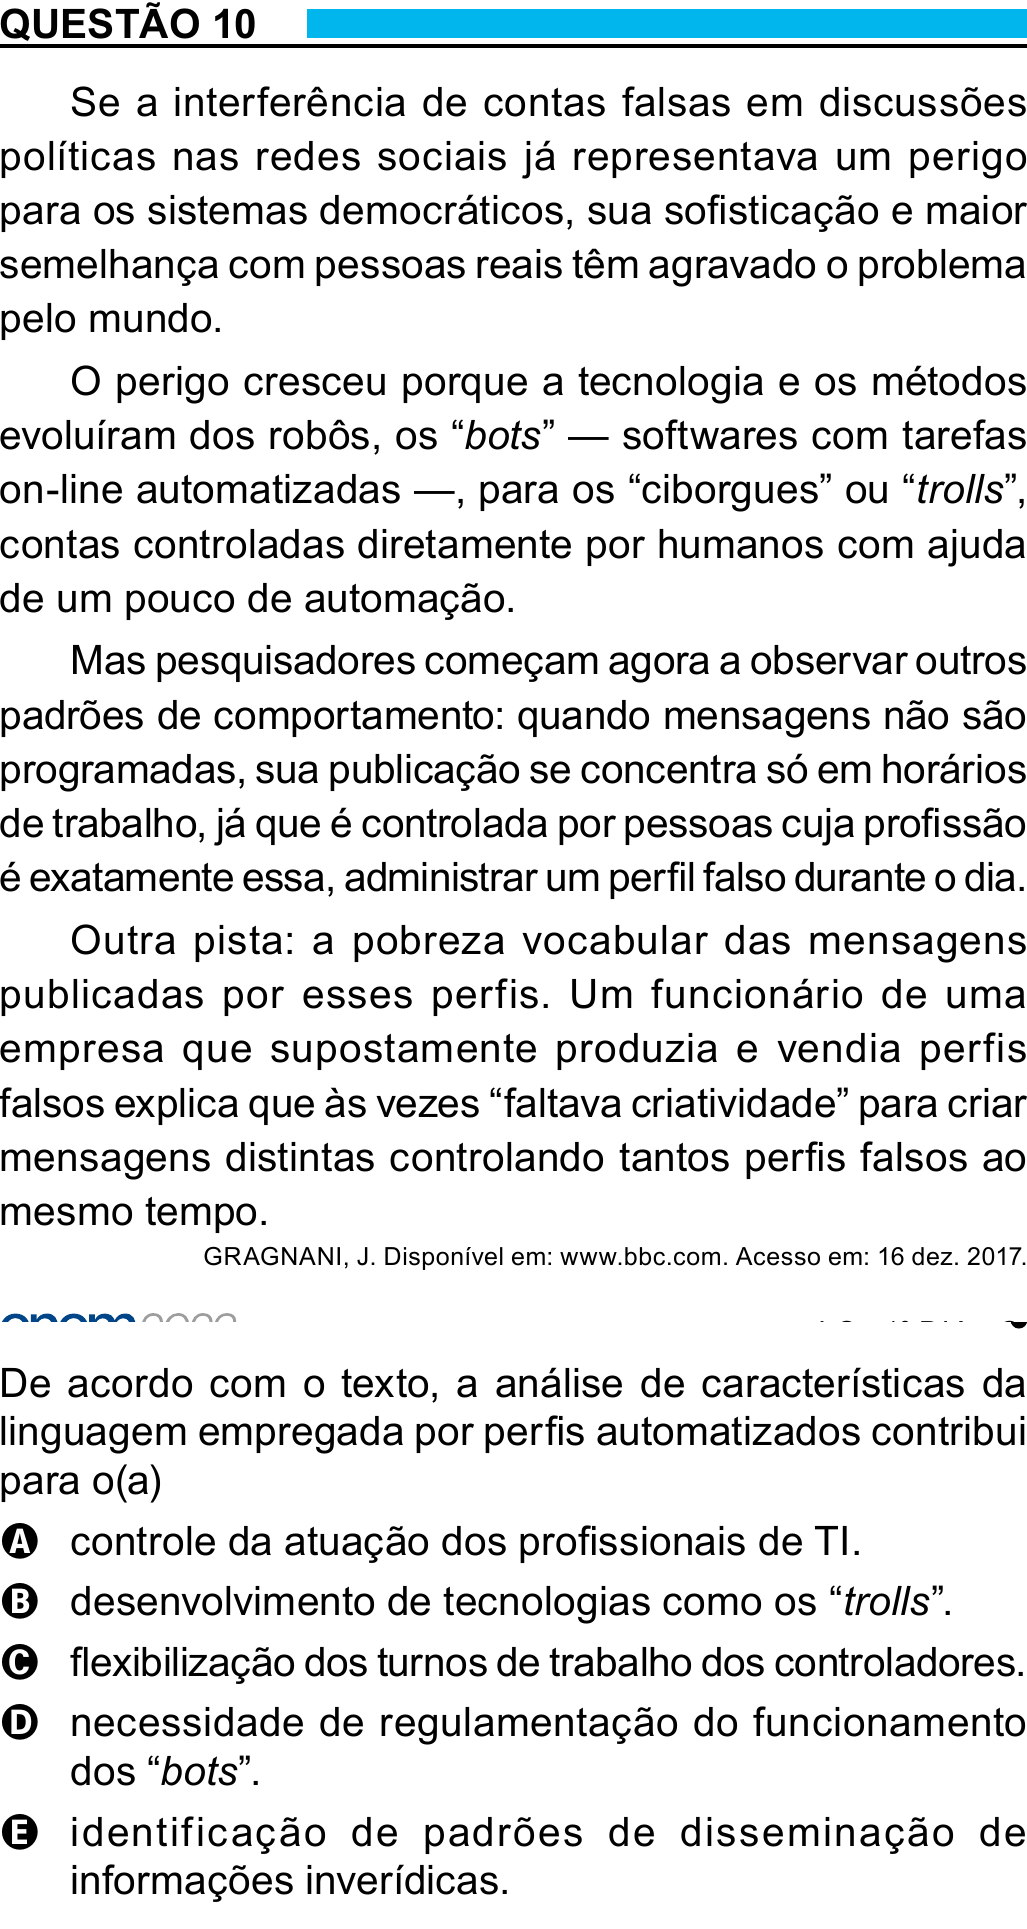 QUESTÃO 10
Se a interferência de contas falsas em discussões
políticas nas redes sociais já representava um perigo
para os sistemas democráticos, sua sofisticação e maior
semelhança com pessoas reais têm agravado o problema
pelo mundo.
O perigo cresceu porque a tecnologia e os métodos
evoluíram dos robôs, os “bots” — softwares com tarefas
on-line automatizadas —, para os “ciborgues” ou “trolls”,
contas controladas diretamente por humanos com ajuda
de um pouco de automação.
Mas pesquisadores começam agora a observar outros
padrões de comportamento: quando mensagens não são
programadas, sua publicação se concentra só em horários
de trabalho, já que é controlada por pessoas cuja profissão
é exatamente essa, administrar um perfil falso durante o dia.
Outra pista: a pobreza vocabular das mensagens
publicadas por esses perfis. Um funcionário de uma
empresa que supostamente produzia e vendia perfis
falsos explica que às vezes “faltava criatividade” para criar
mensagens distintas controlando tantos perfis falsos ao
mesmo tempo.
GRAGNANI, J. Disponível em: www.bbc.com. Acesso em: 16 dez. 2017.
De acordo com o texto, a análise de características da
linguagem empregada por perfis automatizados contribui
para o(a)
A controle da atuação dos profissionais de TI.
B desenvolvimento de tecnologias como os “trolls”.
C flexibilização dos turnos de trabalho dos controladores.
D necessidade de regulamentação do funcionamento
dos “bots”.
E identificação de padrões de disseminação de
informações inverídicas.